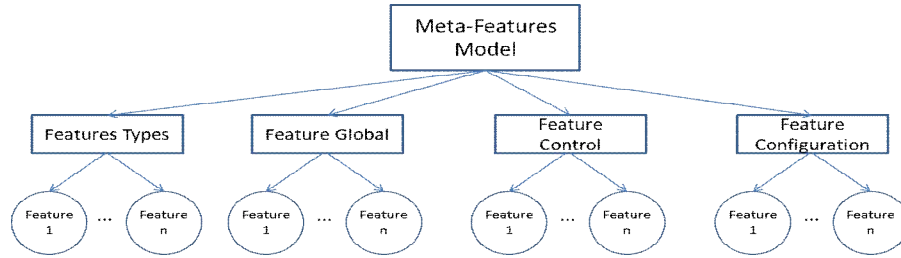 Meta-Features
Model
Features Types
Feature Global
Feature
Control
Feature
Configuration
Feature
1
...
Feature
n
Feature
1
...
Feature
n
Feature
1
...
Feature
n
Feature
1
...
Feature
n